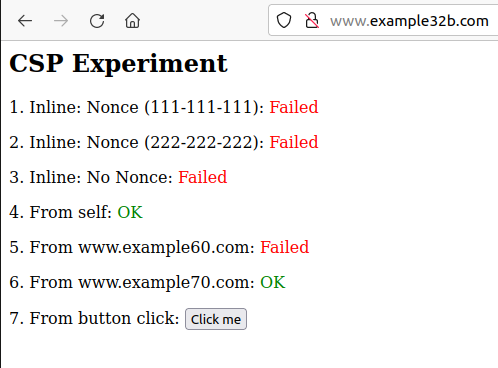 www.example32b.com
CSP Experiment
1. Inline: Nonce (111-111-111): Failed
2. Inline: Nonce (222-222-222): Failed
3. Inline: No Nonce: Failed
4. From self: OK
5. From www.example60.com: Failed
6. From www.example70.com: OK
7. From button click: Click me